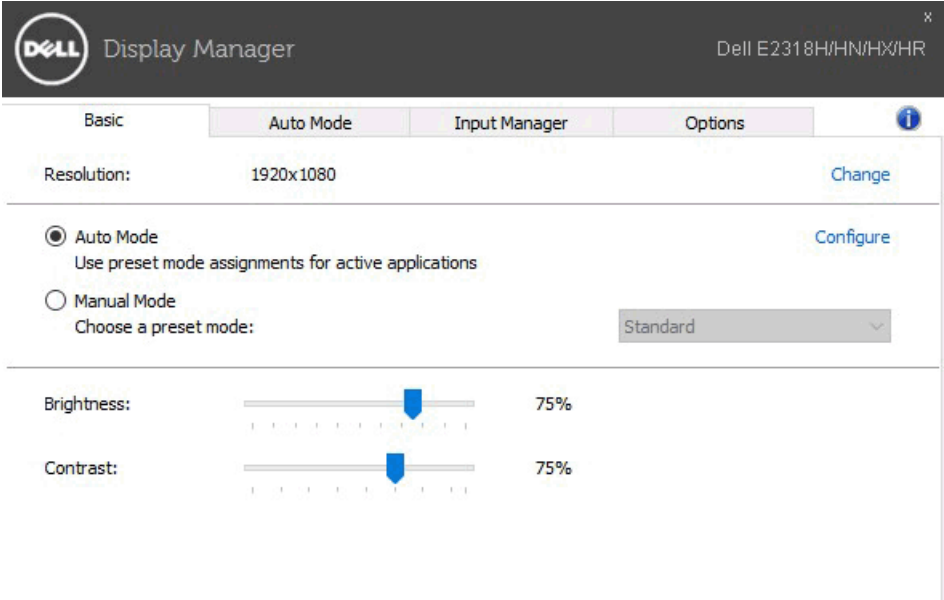 x
DELL Display Manager
Dell E2318H/HN/HX/HR
Basic Auto Mode Input Manager Options i
Resolution: 1920x1080 Change
Auto Mode Configure
Use preset mode assignments for active applications
Manual Mode
Choose a preset mode: Standard
Brightness: 75%
Contrast: 75%